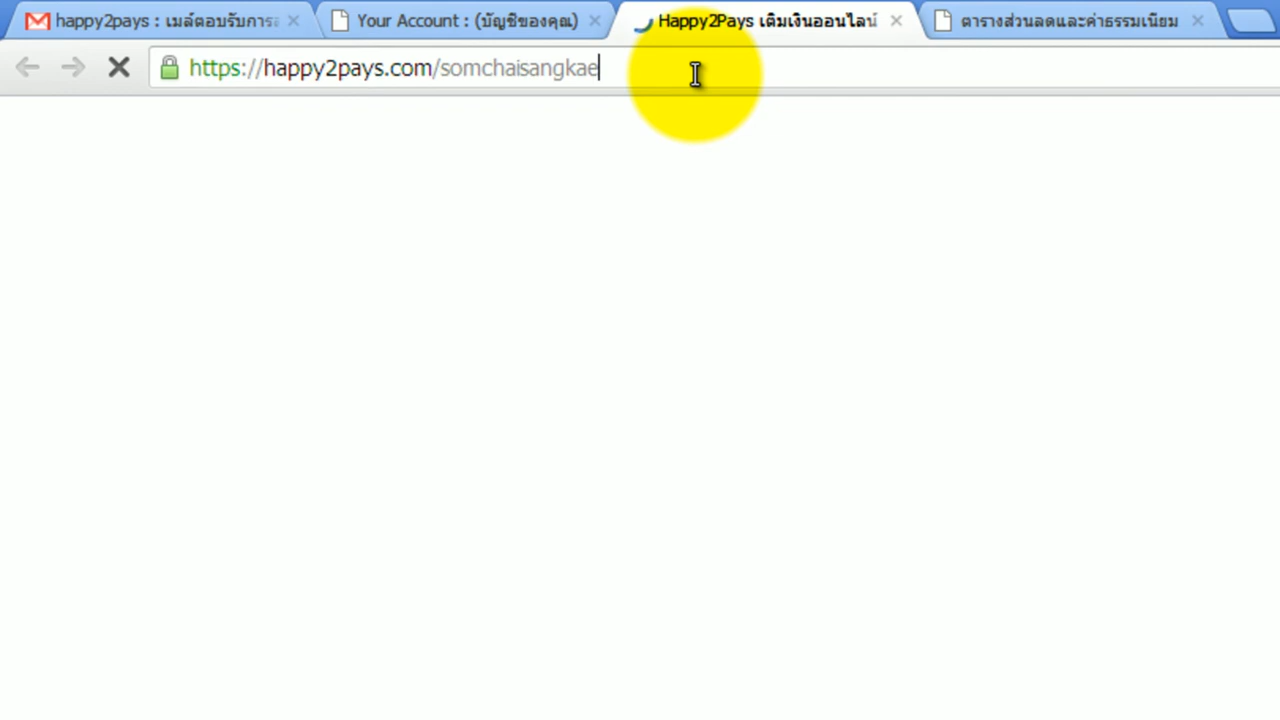 happy2pays : เมล์ตอบรับการ
Your Account : (บัญชีของคุณ)
Happy2Pays เติมเงินออนไลน์
ตารางส่วนลดและค่าธรรมเนียม
https://happy2pays.com/somchaisangkae